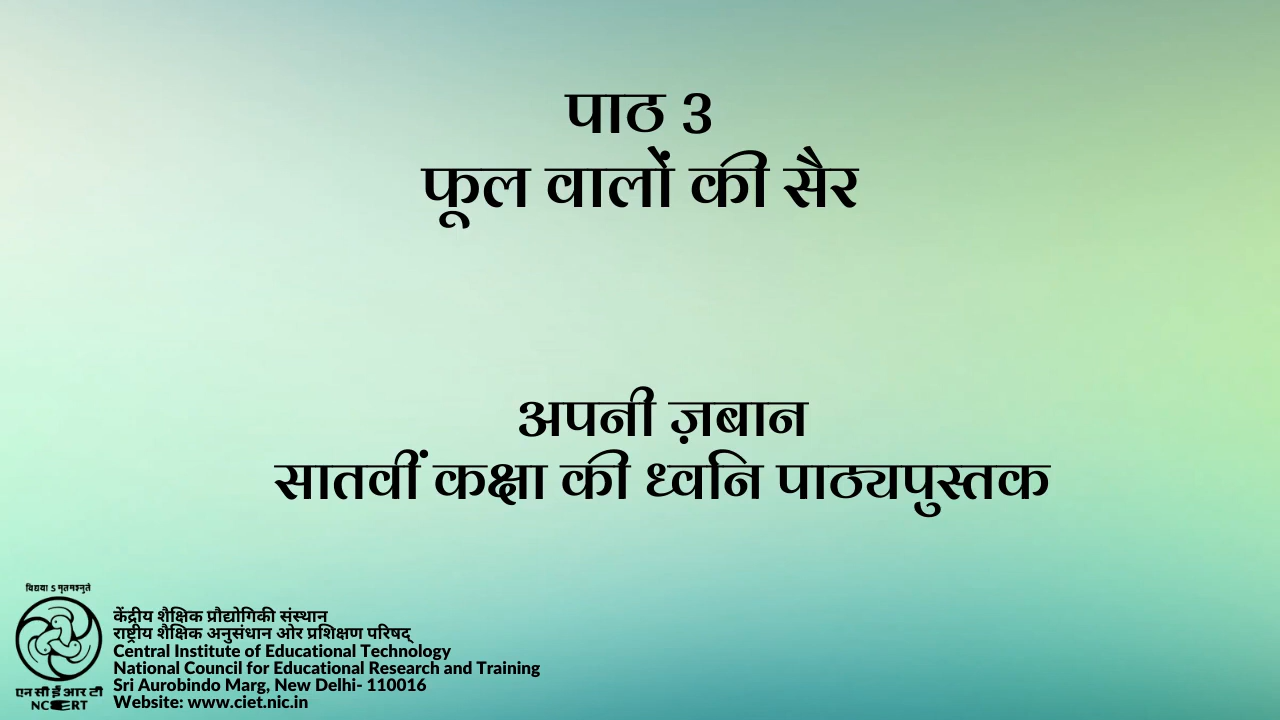 पाठ 3
फूल वालों की सैर
अपनी ज़बान
सातवीं कक्षा की ध्वनि पाठ्यपुस्तक
विद्यया ऽ मृतमश्नुते
एन सी ई आर टी
NCERT
केंद्रीय शैक्षिक प्रौद्योगिकी संस्थान
राष्ट्रीय शैक्षिक अनुसंधान ओर प्रशिक्षण परिषद्
Central Institute of Educational Technology
National Council for Educational Research and Training
Sri Aurobindo Marg, New Delhi- 110016
Website: www.ciet.nic.in